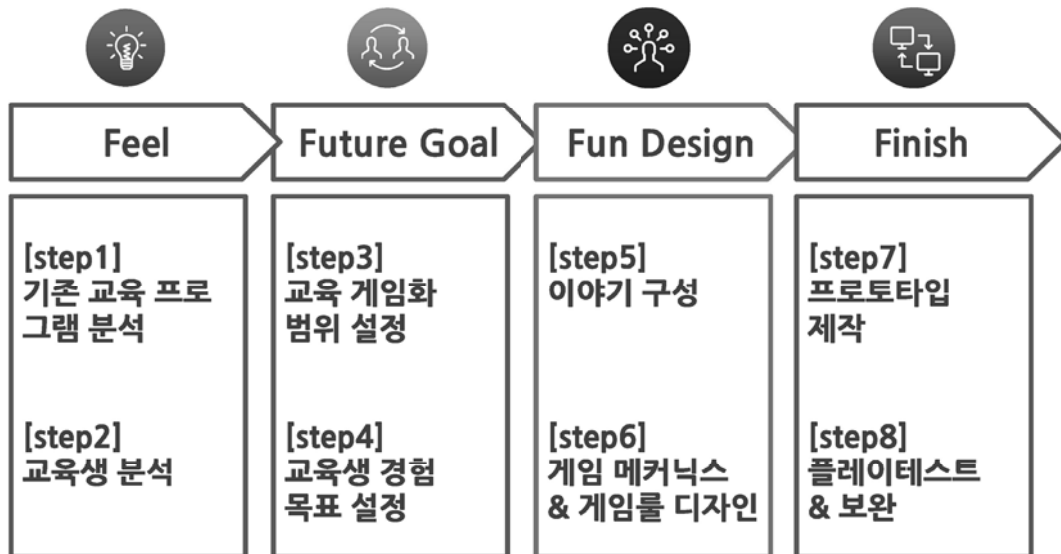 Feel
Future Goal
Fun Design
Finish
[step1]
기존 교육 프로
그램 분석
[step2]
교육생 분석
[step3]
교육 게임화
범위 설정
[step4]
교육생 경험
목표 설정
[step5]
이야기 구성
[step6]
게임 메커닉스
& 게임룰 디자인
[step7]
프로토타입
제작
[step8]
플레이테스트
& 보완